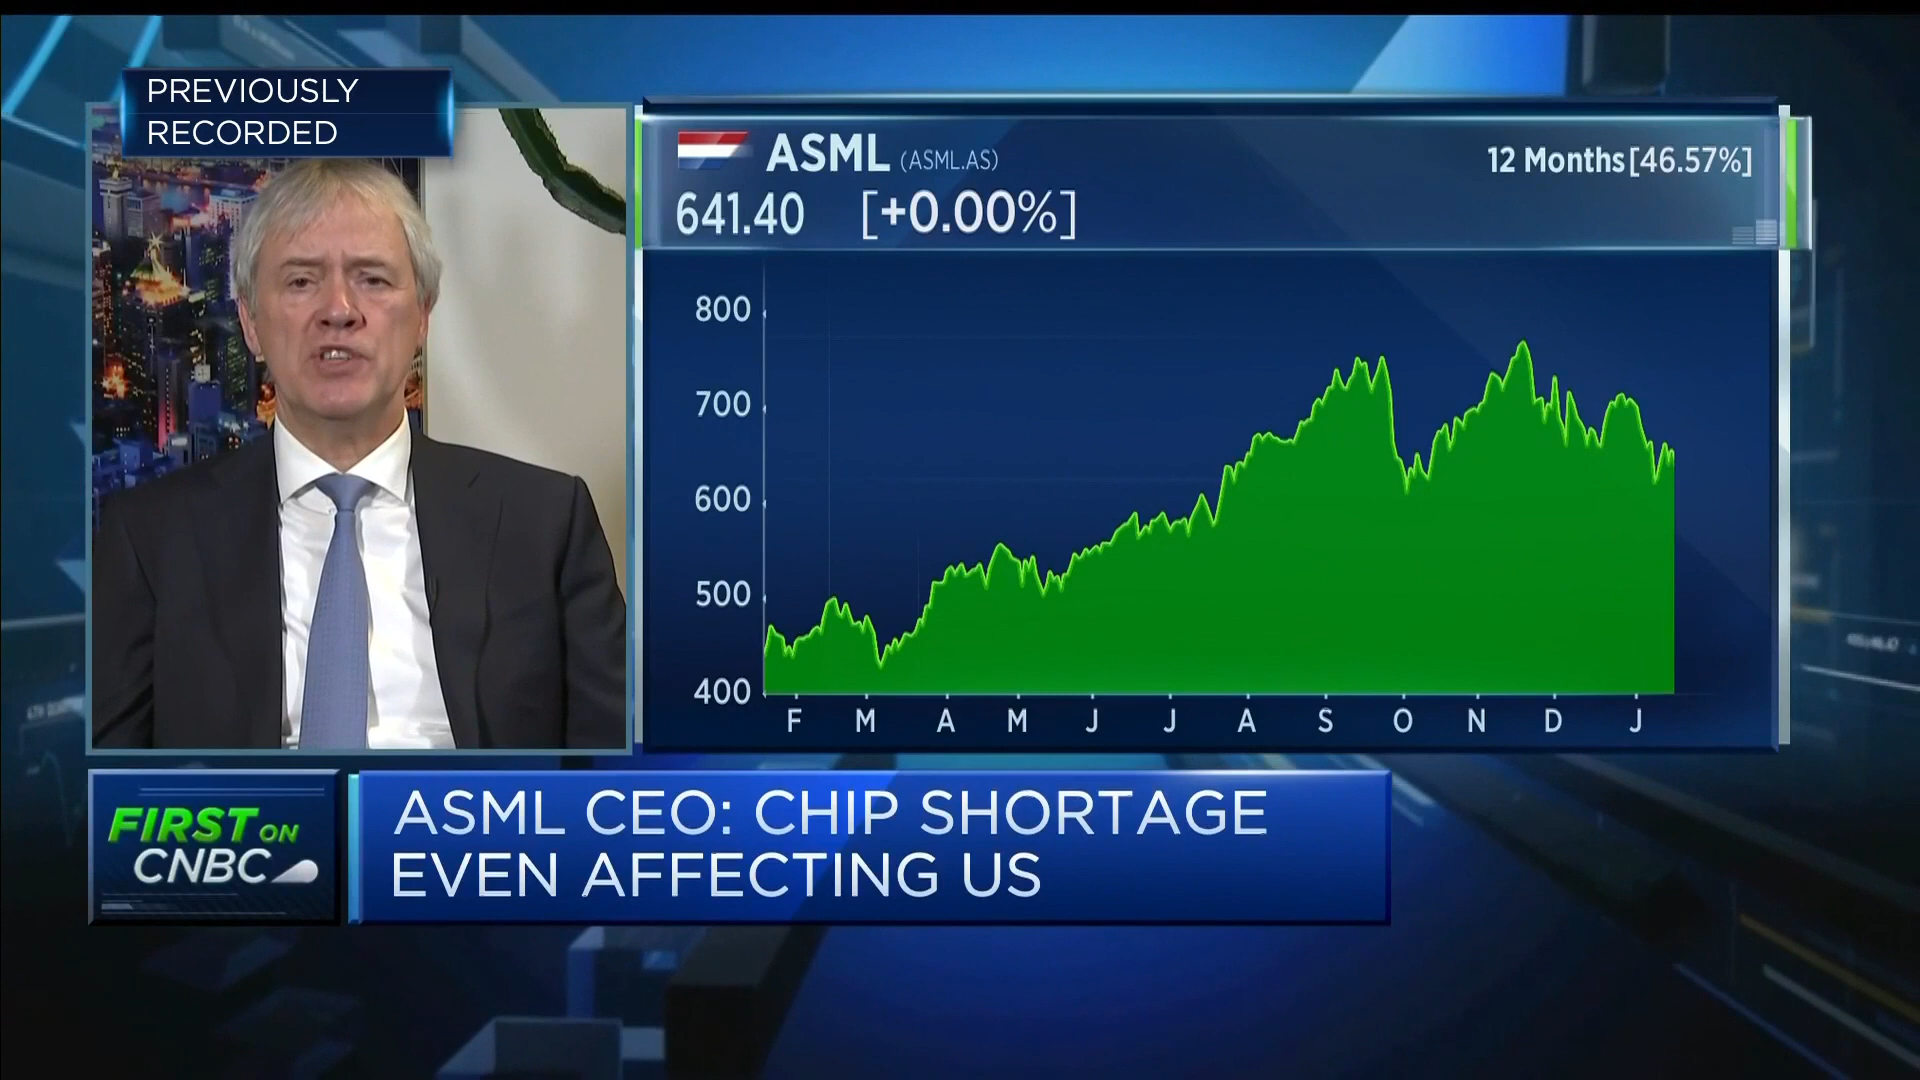 PREVIOUSLY
RECORDED
ASML (ASML.AS)
12 Months[46.57%]
641.40 [+0.00%]
800
700
600
500
400
F M A M J J A S O N D J
FIRST ON
CNBC
ASML CEO: CHIP SHORTAGE
EVEN AFFECTING US